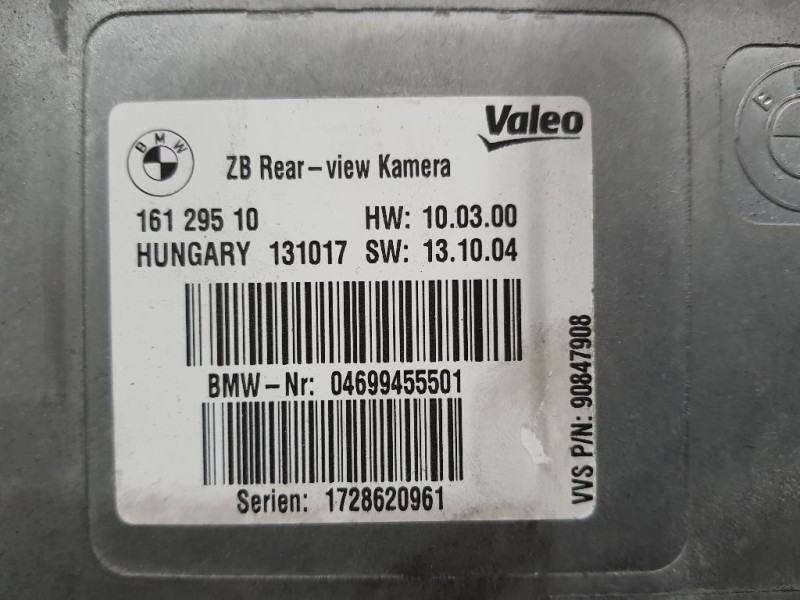 BMW
Valeo
ZB Rear-view Kamera
161 295 10 HW: 10.03.00
HUNGARY 131017 SW: 13.10.04
BMW-Nr: 04699455501
Serien: 1728620961
VVS P/N: 90847908